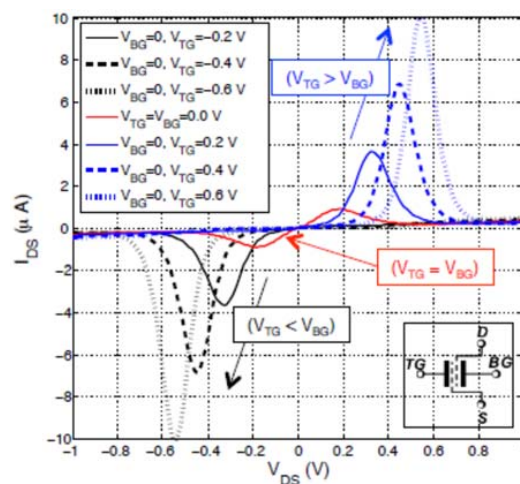 10
8
6
4
2
0
-2
-4
-6
-8
-10
I_DS (μ A)
V_BG=0, V_TG=-0.2 V
V_BG=0, V_TG=-0.4 V
V_BG=0, V_TG=-0.6 V
V_TG=V_BG=0.0 V
V_BG=0, V_TG=0.2 V
V_BG=0, V_TG=0.4 V
V_BG=0, V_TG=0.6 V
(V_TG > V_BG)
(V_TG = V_BG)
(V_TG < V_BG)
D
TG
BG
S
-1 -0.8 -0.6 -0.4 -0.2 0 0.2 0.4 0.6 0.8
V_DS (V)